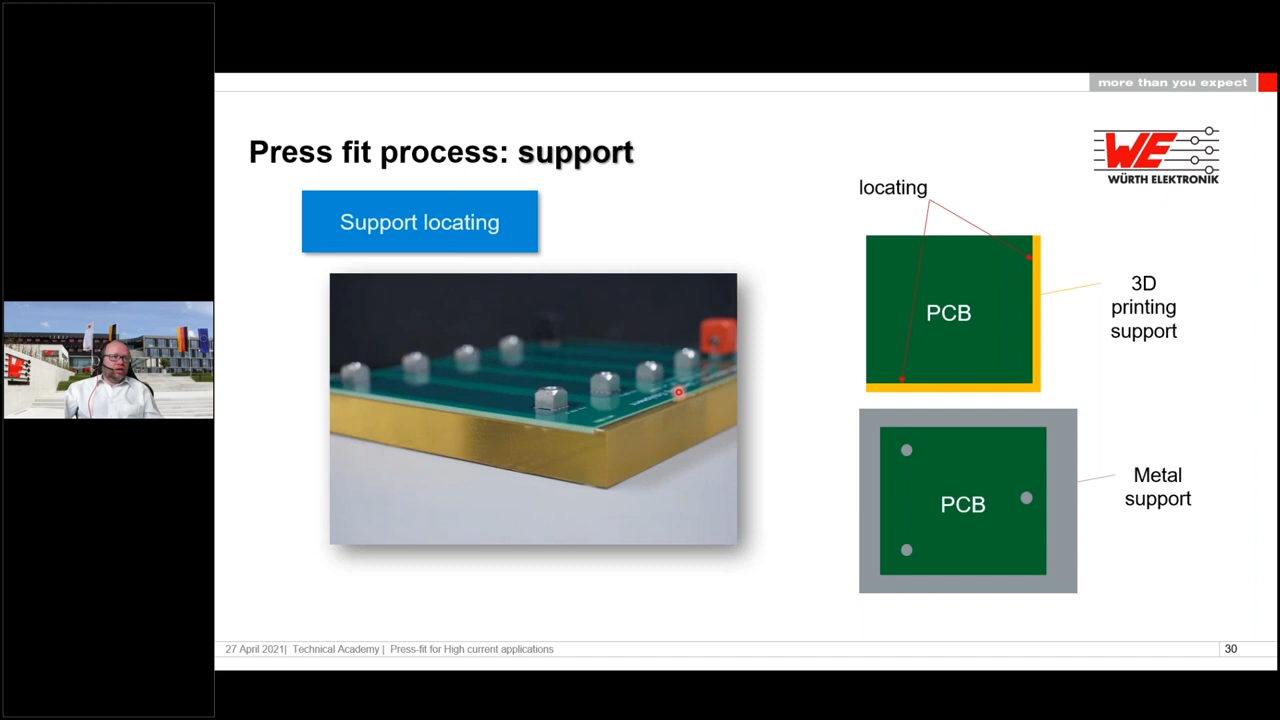 more than you expect
Press fit process: support
WE
WÜRTH ELEKTRONIK
Support locating
locating
PCB
3D
printing
support
PCB
Metal
support
27 April 2021| Technical Academy | Press-fit for High current applications
30